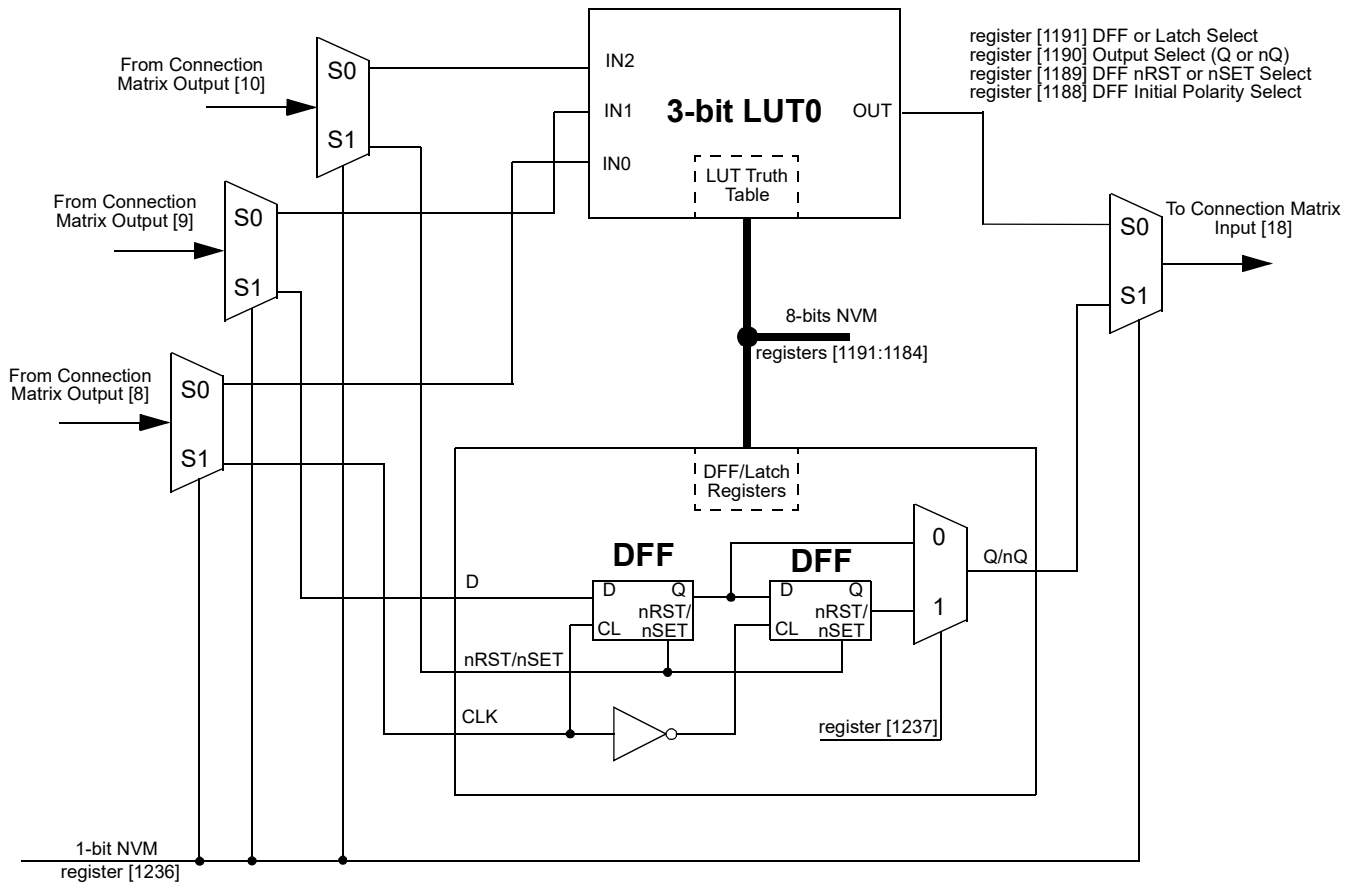 3-bit LUT0
IN2
IN1
IN0
OUT
LUT Truth
Table
register [1191] DFF or Latch Select
register [1190] Output Select (Q or nQ)
register [1189] DFF nRST or nSET Select
register [1188] DFF Initial Polarity Select
From Connection
Matrix Output [10]
S0
S1
From Connection
Matrix Output [9]
S0
S1
From Connection
Matrix Output [8]
S0
S1
To Connection Matrix
Input [18]
S0
S1
8-bits NVM
registers [1191:1184]
DFF/Latch
Registers
DFF
D
Q
nRST/
nSET
CL
DFF
D
Q
nRST/
nSET
CL
0
1
Q/nQ
D
nRST/nSET
CLK
register [1237]
1-bit NVM
register [1236]